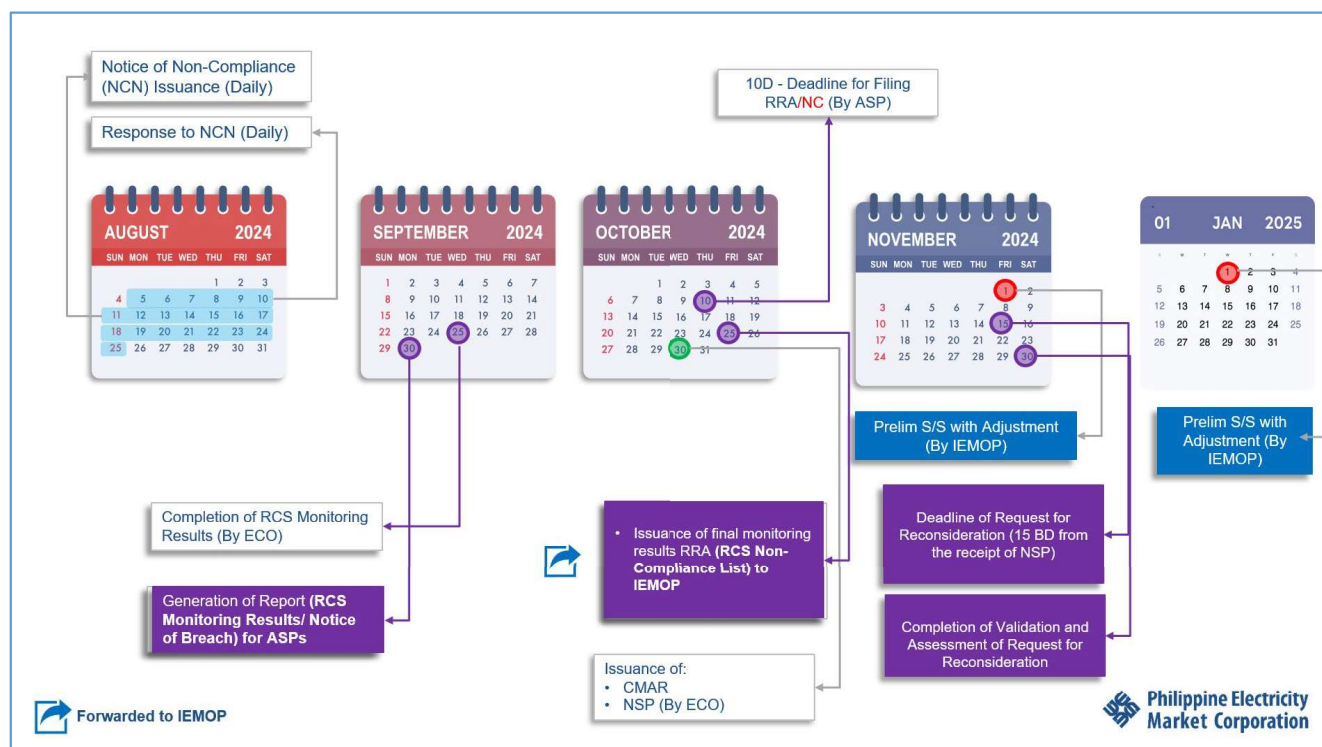 Notice of Non-Compliance
(NCN) Issuance (Daily)
Response to NCN (Daily)
10D - Deadline for Filing
RRA/NC (By ASP)
AUGUST 2024
SUN MON TUE WED THU FRI SAT
1 2 3
4 5 6 7 8 9 10
11 12 13 14 15 16 17
18 19 20 21 22 23 24
25 26 27 28 29 30 31
SEPTEMBER 2024
SUN MON TUE WED THU FRI SAT
1 2 3 4 5 6 7
8 9 10 11 12 13 14
15 16 17 18 19 20 21
22 23 24 25 26 27 28
29 30
OCTOBER 2024
SUN MON TUE WED THU FRI SAT
1 2 3 4 5
6 7 8 9 10 11 12
13 14 15 16 17 18 19
20 21 22 23 24 25 26
27 28 29 30 31
NOVEMBER 2024
SUN MON TUE WED THU FRI SAT
1 2
3 4 5 6 7 8 9
10 11 12 13 14 15 16
17 18 19 20 21 22 23
24 25 26 27 28 29 30
01 JAN 2025
1 2 3 4
5 6 7 8 9 10 11
12 13 14 15 16 17 18
19 20 21 22 23 24 25
26 27 28 29 30 31
Prelim S/S with Adjustment
(By IEMOP)
Prelim S/S with
Adjustment (By
IEMOP)
Completion of RCS Monitoring
Results (By ECO)
Generation of Report (RCS
Monitoring Results/ Notice
of Breach) for ASPs
• Issuance of final monitoring
results RRA (RCS Non-
Compliance List) to
IEMOP
Issuance of:
• CMAR
• NSP (By ECO)
Deadline of Request for
Reconsideration (15 BD from
the receipt of NSP)
Completion of Validation and
Assessment of Request for
Reconsideration
Forwarded to IEMOP
Philippine Electricity
Market Corporation